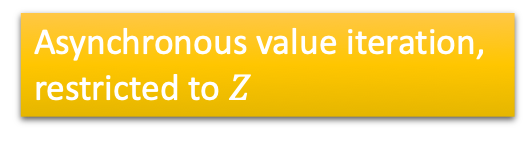 Asynchronous value iteration,
restricted to Z